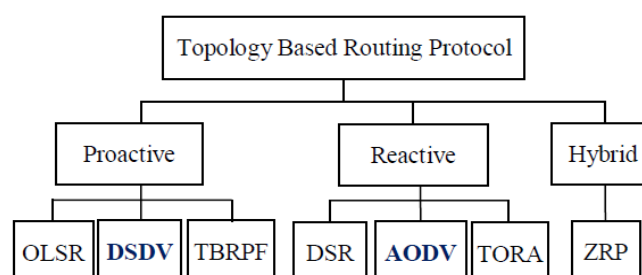 Topology Based Routing Protocol
Proactive
Reactive
Hybrid
OLSR
DSDV
TBRPF
DSR
AODV
TORA
ZRP